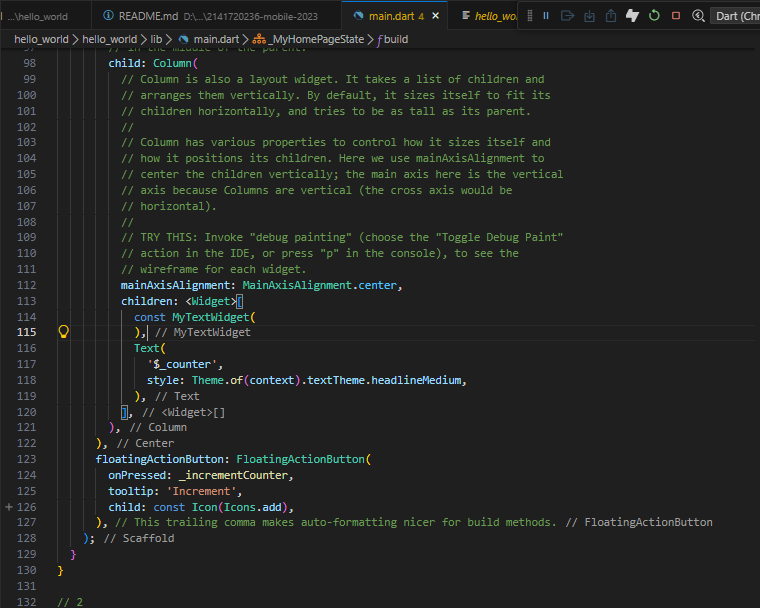 ...\hello_world README.md D:\...\2141720236-mobile-2023 main.dart 4 hello_wo Dart (Chr
hello_world > hello_world > lib > main.dart > _MyHomePageState > build
97 // in the middle of the parent.
98 child: Column(
99 // Column is also a layout widget. It takes a list of children and
100 // arranges them vertically. By default, it sizes itself to fit its
101 // children horizontally, and tries to be as tall as its parent.
102 //
103 // Column has various properties to control how it sizes itself and
104 // how it positions its children. Here we use mainAxisAlignment to
105 // center the children vertically; the main axis here is the vertical
106 // axis because Columns are vertical (the cross axis would be
107 // horizontal).
108 //
109 // TRY THIS: Invoke "debug painting" (choose the "Toggle Debug Paint"
110 // action in the IDE, or press "p" in the console), to see the
111 // wireframe for each widget.
112 mainAxisAlignment: MainAxisAlignment.center,
113 children: <Widget>[
114 const MyTextWidget(
115 ), // MyTextWidget
116 Text(
117 '$_counter',
118 style: Theme.of(context).textTheme.headlineMedium,
119 ), // Text
120 ], // <Widget>[]
121 ), // Column
122 ), // Center
123 floatingActionButton: FloatingActionButton(
124 onPressed: _incrementCounter,
125 tooltip: 'Increment',
126 child: const Icon(Icons.add),
127 ), // This trailing comma makes auto-formatting nicer for build methods. // FloatingActionButton
128 ); // Scaffold
129 }
130 }
131
132 // 2